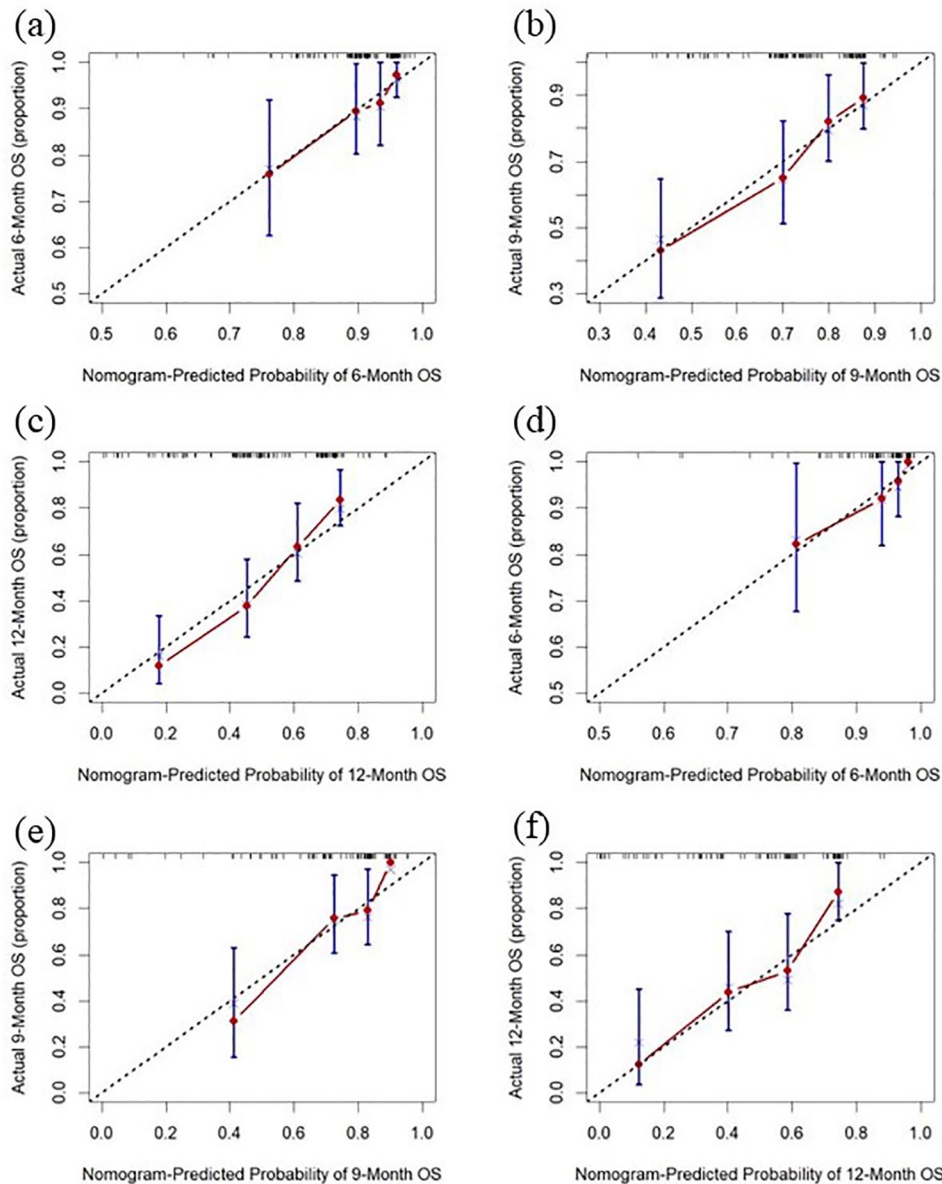 (a)
Actual 6-Month OS (proportion)
0.5 0.6 0.7 0.8 0.9 1.0
0.5 0.6 0.7 0.8 0.9 1.0
Nomogram-Predicted Probability of 6-Month OS
(b)
Actual 9-Month OS (proportion)
0.3 0.5 0.7 0.9
0.3 0.4 0.5 0.6 0.7 0.8 0.9 1.0
Nomogram-Predicted Probability of 9-Month OS
(c)
Actual 12-Month OS (proportion)
0.0 0.2 0.4 0.6 0.8 1.0
0.0 0.2 0.4 0.6 0.8 1.0
Nomogram-Predicted Probability of 12-Month OS
(d)
Actual 6-Month OS (proportion)
0.5 0.6 0.7 0.8 0.9 1.0
0.5 0.6 0.7 0.8 0.9 1.0
Nomogram-Predicted Probability of 6-Month OS
(e)
Actual 9-Month OS (proportion)
0.0 0.2 0.4 0.6 0.8 1.0
0.0 0.2 0.4 0.6 0.8 1.0
Nomogram-Predicted Probability of 9-Month OS
(f)
Actual 12-Month OS (proportion)
0.0 0.2 0.4 0.6 0.8 1.0
0.0 0.2 0.4 0.6 0.8 1.0
Nomogram-Predicted Probability of 12-Month OS